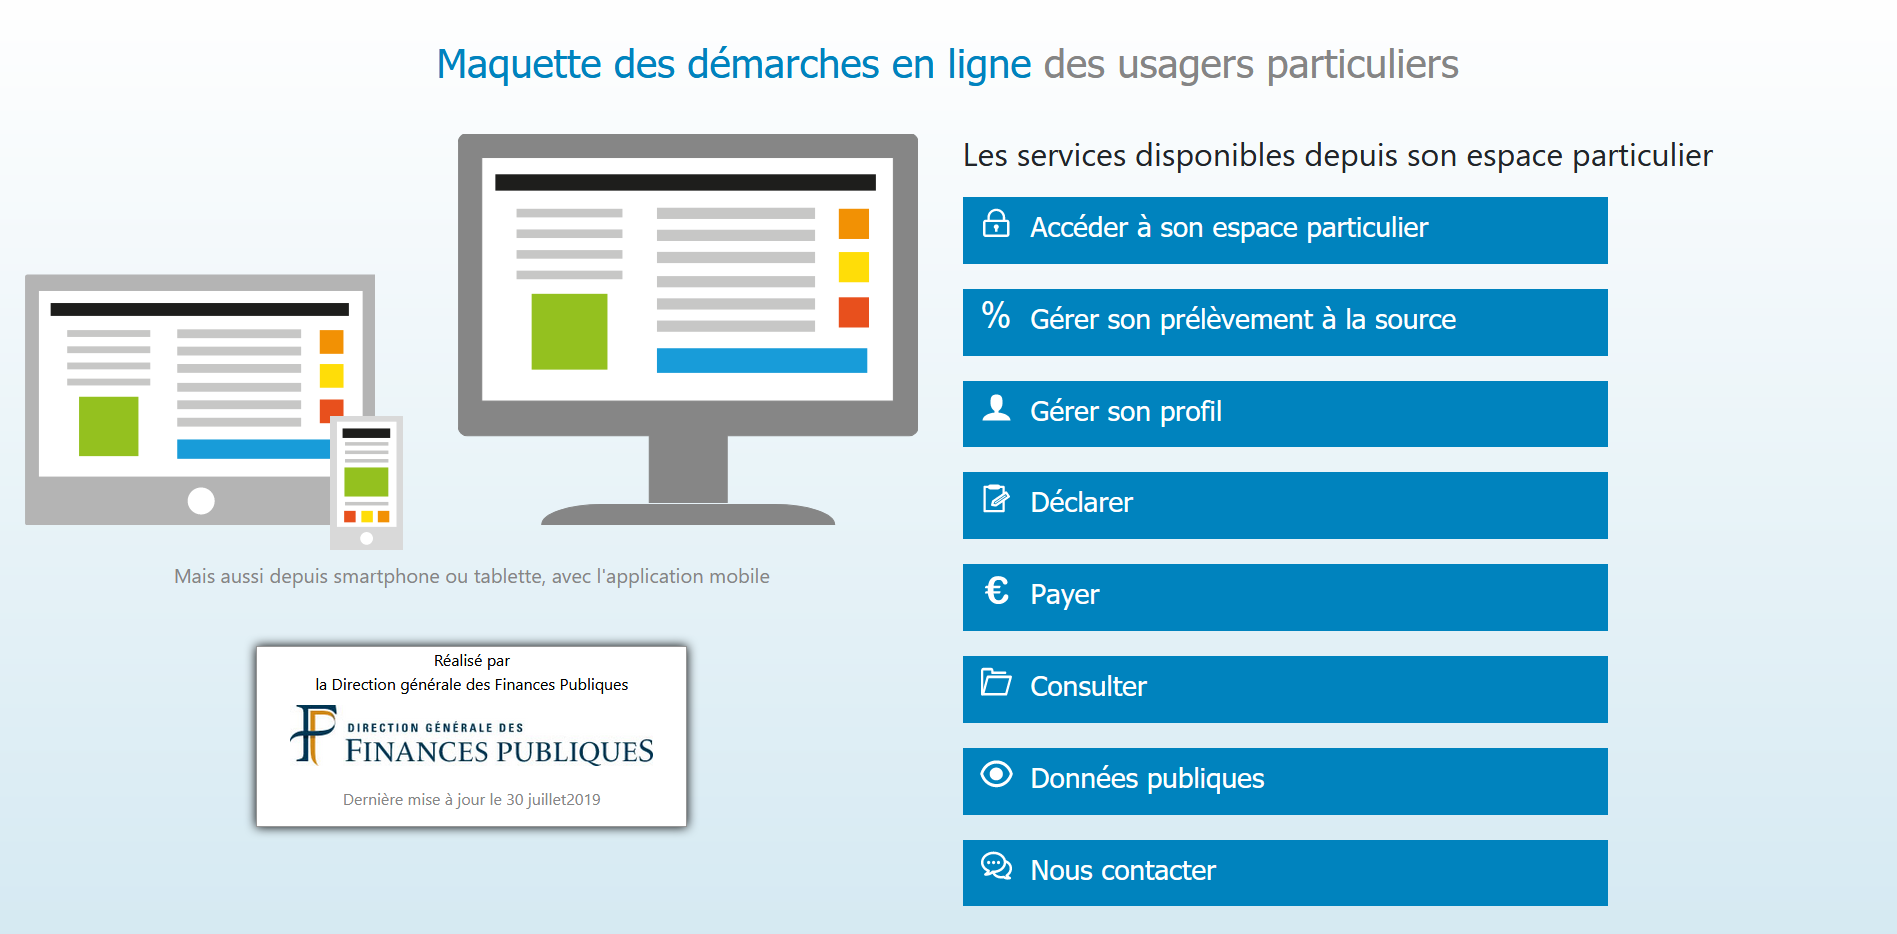 Maquette des démarches en ligne des usagers particuliers
Les services disponibles depuis son espace particulier
Accéder à son espace particulier
% Gérer son prélèvement à la source
Gérer son profil
Déclarer
€ Payer
Consulter
Données publiques
Nous contacter
Mais aussi depuis smartphone ou tablette, avec l'application mobile
Réalisé par
la Direction générale des Finances Publiques
DIRECTION GÉNÉRALE DES
FINANCES PUBLIQUES
Dernière mise à jour le 30 juillet2019